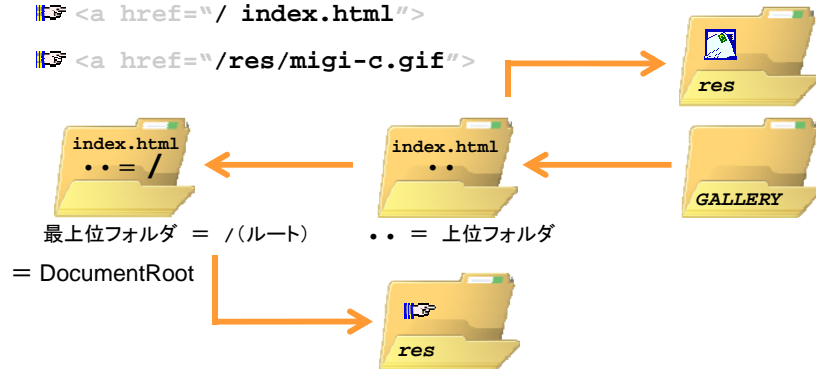 <a href="/ index.html">
<a href="/res/migi-c.gif">
res
index.html
・・= /
index.html
・・
GALLERY
最上位フォルダ = /(ルート)
・・ = 上位フォルダ
= DocumentRoot
res